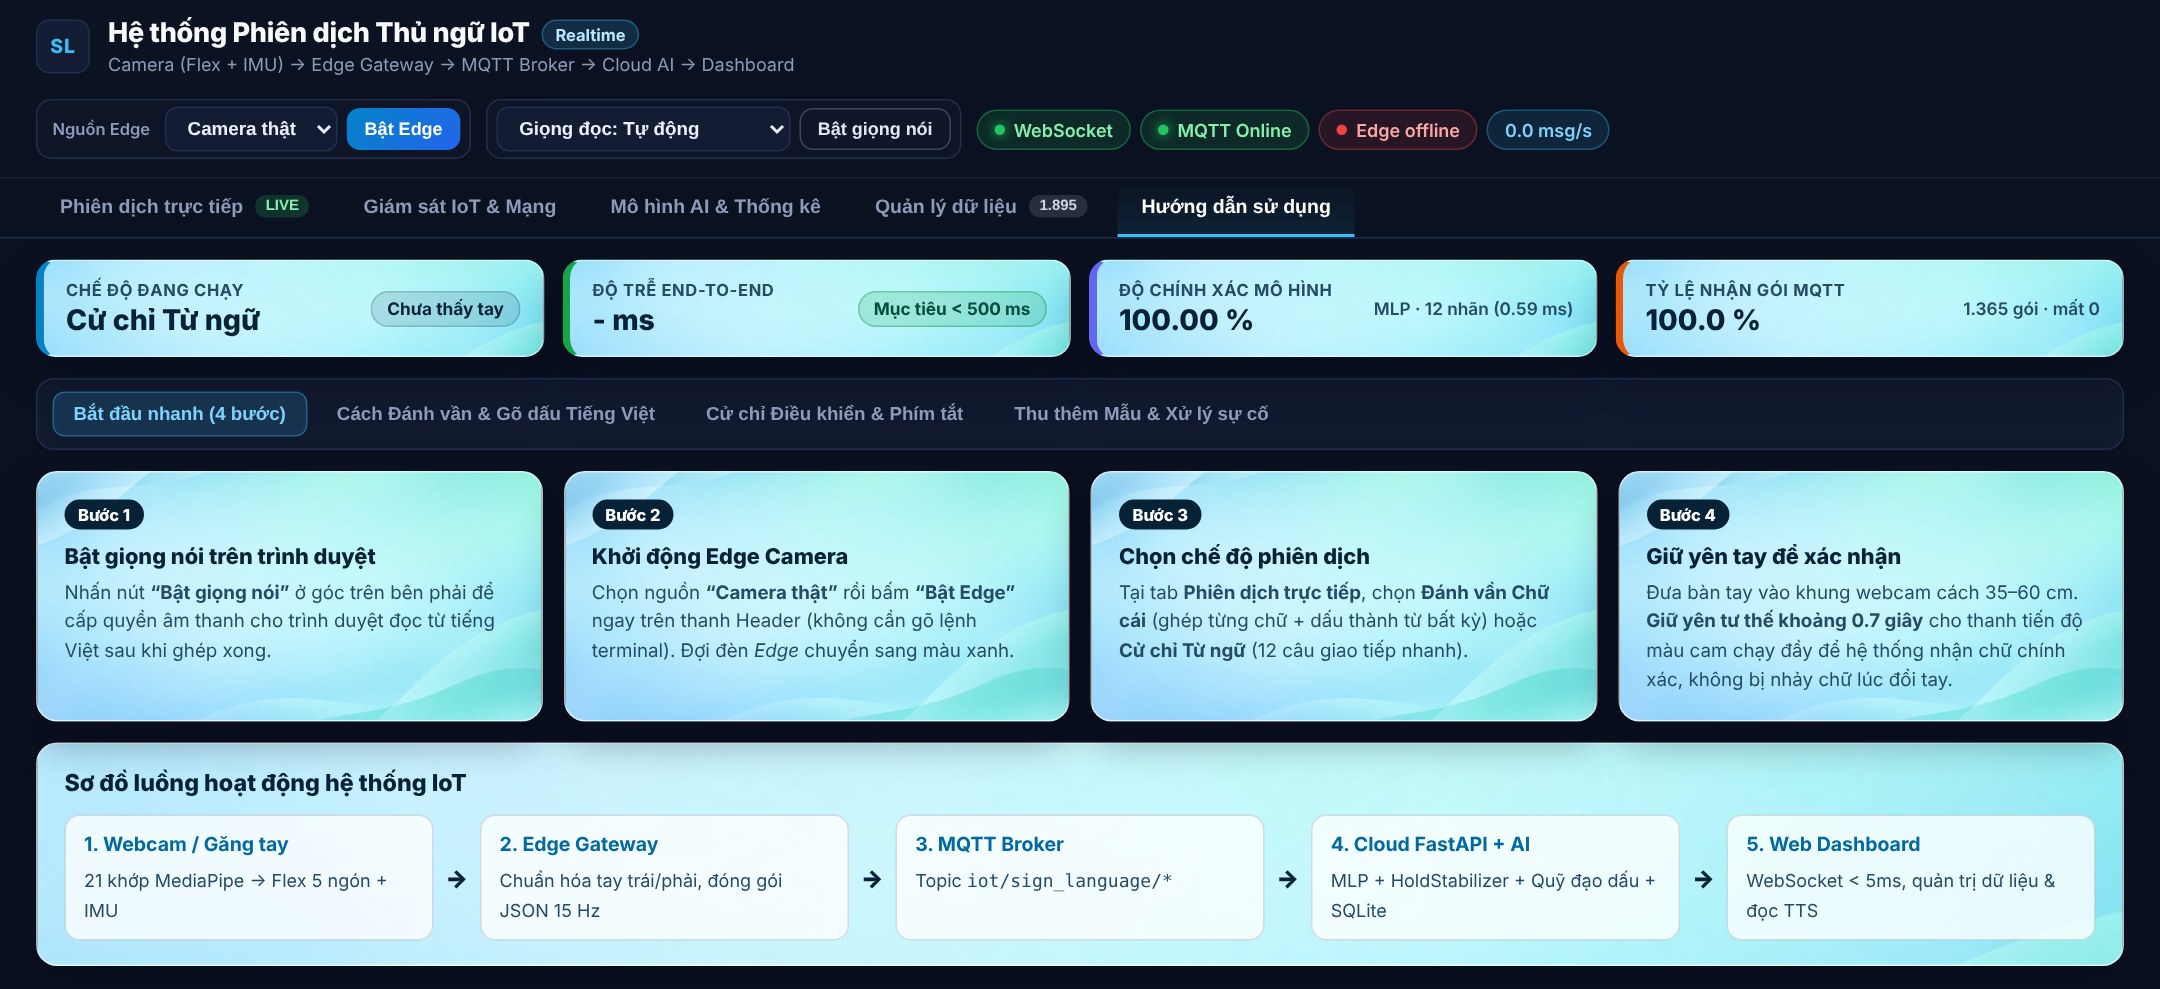 SL
Hệ thống Phiên dịch Thủ ngữ IoT Realtime
Camera (Flex + IMU) → Edge Gateway → MQTT Broker → Cloud AI → Dashboard
Nguồn Edge Camera thật Bật Edge Giọng đọc: Tự động Bật giọng nói WebSocket MQTT Online Edge offline 0.0 msg/s
Phiên dịch trực tiếp LIVE Giám sát IoT & Mạng Mô hình AI & Thống kê Quản lý dữ liệu 1.895 Hướng dẫn sử dụng
CHẾ ĐỘ ĐANG CHẠY
Cử chỉ Từ ngữ
Chưa thấy tay
ĐỘ TRỄ END-TO-END
- ms
Mục tiêu < 500 ms
ĐỘ CHÍNH XÁC MÔ HÌNH
100.00 %
MLP · 12 nhãn (0.59 ms)
TỶ LỆ NHẬN GÓI MQTT
100.0 %
1.365 gói · mất 0
Bắt đầu nhanh (4 bước) Cách Đánh vần & Gõ dấu Tiếng Việt Cử chỉ Điều khiển & Phím tắt Thu thêm Mẫu & Xử lý sự cố
Bước 1
Bật giọng nói trên trình duyệt
Nhấn nút “Bật giọng nói” ở góc trên bên phải để
cấp quyền âm thanh cho trình duyệt đọc từ tiếng
Việt sau khi ghép xong.
Bước 2
Khởi động Edge Camera
Chọn nguồn “Camera thật” rồi bấm “Bật Edge”
ngay trên thanh Header (không cần gõ lệnh
terminal). Đợi đèn Edge chuyển sang màu xanh.
Bước 3
Chọn chế độ phiên dịch
Tại tab Phiên dịch trực tiếp, chọn Đánh vần Chữ
cái (ghép từng chữ + dấu thành từ bất kỳ) hoặc
Cử chỉ Từ ngữ (12 câu giao tiếp nhanh).
Bước 4
Giữ yên tay để xác nhận
Đưa bàn tay vào khung webcam cách 35–60 cm.
Giữ yên tư thế khoảng 0.7 giây cho thanh tiến độ
màu cam chạy đầy để hệ thống nhận chữ chính
xác, không bị nhảy chữ lúc đổi tay.
Sơ đồ luồng hoạt động hệ thống IoT
1. Webcam / Găng tay
21 khớp MediaPipe → Flex 5 ngón +
IMU
→
2. Edge Gateway
Chuẩn hóa tay trái/phải, đóng gói
JSON 15 Hz
→
3. MQTT Broker
Topic iot/sign_language/*
→
4. Cloud FastAPI + AI
MLP + HoldStabilizer + Quỹ đạo dấu +
SQLite
→
5. Web Dashboard
WebSocket < 5ms, quản trị dữ liệu &
đọc TTS